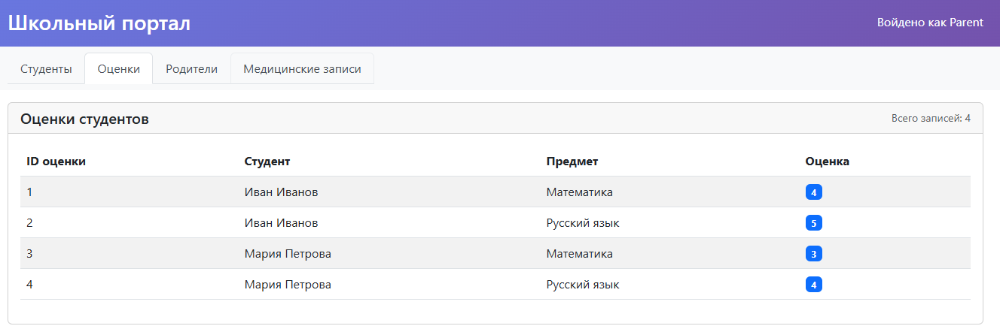 Школьный портал
Войдено как Parent
Студенты Оценки Родители Медицинские записи
Оценки студентов
Всего записей: 4
ID оценки Студент Предмет Оценка
1 Иван Иванов Математика 4
2 Иван Иванов Русский язык 5
3 Мария Петрова Математика 3
4 Мария Петрова Русский язык 4